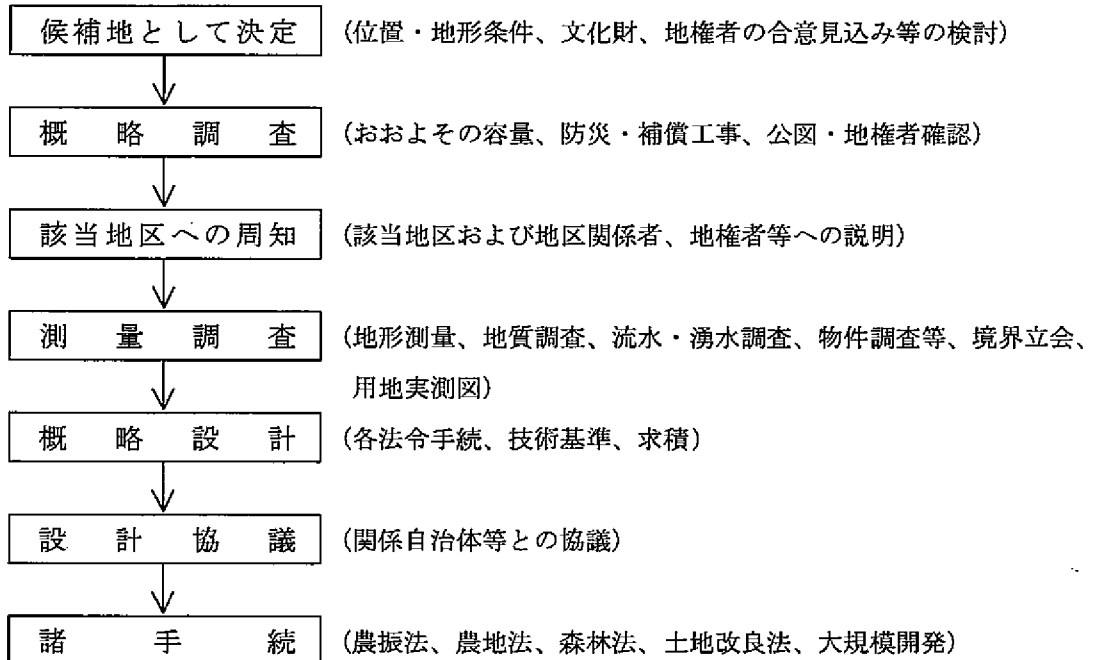 候補地として決定 (位置・地形条件、文化財、地権者の合意見込み等の検討)
概略調査 (おおよその容量、防災・補償工事、公図・地権者確認)
該当地区への周知 (該当地区および地区関係者、地権者等への説明)
測量調査 (地形測量、地質調査、流水・湧水調査、物件調査等、境界立会、
用地実測図)
概略設計 (各法令手続、技術基準、求積)
設計協議 (関係自治体等との協議)
諸手続 (農振法、農地法、森林法、土地改良法、大規模開発)